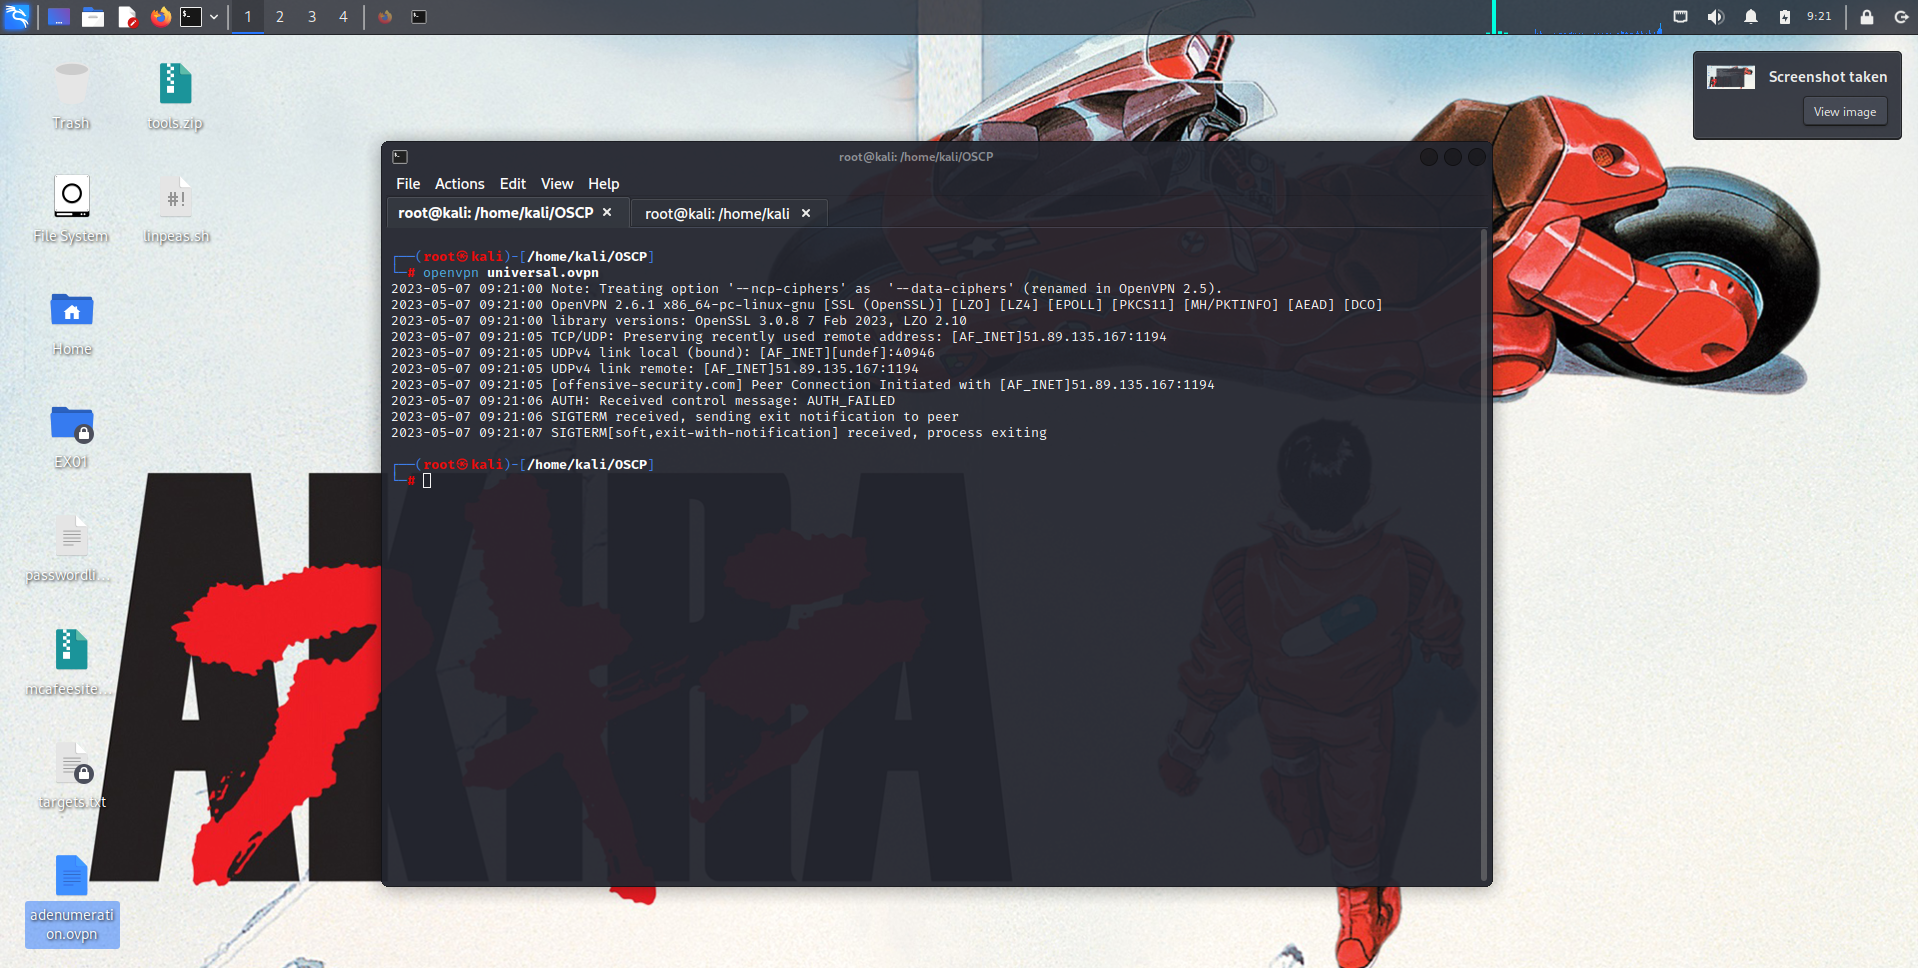 1 2 3 4
9:21
Screenshot taken
View image
Trash
tools.zip
File System
#!
linpeas.sh
Home
EX01
passwordli...
mcafeesite...
targets.txt
adenumerati
on.ovpn
root@kali: /home/kali/OSCP
File Actions Edit View Help
root@kali: /home/kali/OSCP × root@kali: /home/kali ×
┌──(root㉿kali)-[/home/kali/OSCP]
└─# openvpn universal.ovpn
2023-05-07 09:21:00 Note: Treating option '--ncp-ciphers' as  '--data-ciphers' (renamed in OpenVPN 2.5).
2023-05-07 09:21:00 OpenVPN 2.6.1 x86_64-pc-linux-gnu [SSL (OpenSSL)] [LZO] [LZ4] [EPOLL] [PKCS11] [MH/PKTINFO] [AEAD] [DCO]
2023-05-07 09:21:00 library versions: OpenSSL 3.0.8 7 Feb 2023, LZO 2.10
2023-05-07 09:21:05 TCP/UDP: Preserving recently used remote address: [AF_INET]51.89.135.167:1194
2023-05-07 09:21:05 UDPv4 link local (bound): [AF_INET][undef]:40946
2023-05-07 09:21:05 UDPv4 link remote: [AF_INET]51.89.135.167:1194
2023-05-07 09:21:05 [offensive-security.com] Peer Connection Initiated with [AF_INET]51.89.135.167:1194
2023-05-07 09:21:06 AUTH: Received control message: AUTH_FAILED
2023-05-07 09:21:06 SIGTERM received, sending exit notification to peer
2023-05-07 09:21:07 SIGTERM[soft,exit-with-notification] received, process exiting
┌──(root㉿kali)-[/home/kali/OSCP]
└─#
AKIRA
アキラ